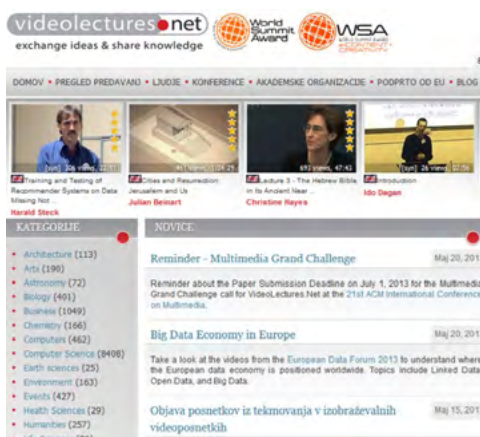 videolectures.net
exchange ideas & share knowledge
World
Summit
Award
WSA
DOMOV • PREGLED PREDAVANJ • LJUDJE • KONFERENCE • AKADEMSKE ORGANIZACIJE • PODPRTO OD EU • BLOG
Training and Testing of
Recommender Systems on Data
Missing Not ...
Harald Steck
Cities and Resurrection:
Jerusalem and Us
Julian Beinart
693 views, 47:43
Lecture 3 - The Hebrew Bible
in Its Ancient Near ...
Christine Hayes
Introduction
Ido Dagan
KATEGORIJE
Architecture (113)
Arts (190)
Astronomy (72)
Biology (401)
Business (1049)
Chemistry (166)
Computers (462)
Computer Science (8408)
Earth sciences (25)
Environment (163)
Events (427)
Health Sciences (29)
Humanities (257)
NOVICE
Reminder - Multimedia Grand Challenge
Maj 20, 201
Reminder about the Paper Submission Deadline on July 1, 2013 for the Multimedia
Grand Challenge call for VideoLectures.Net at the 21st ACM International Conference
on Multimedia.
Big Data Economy in Europe
Maj 20, 201
Take a look at the videos from the European Data Forum 2013 to understand where
the European data economy is positioned worldwide. Topics include Linked Data,
Open Data, and Big Data.
Objava posnetkov iz tekmovanja v izobraževalnih
videoposnetkih
Maj 15, 201